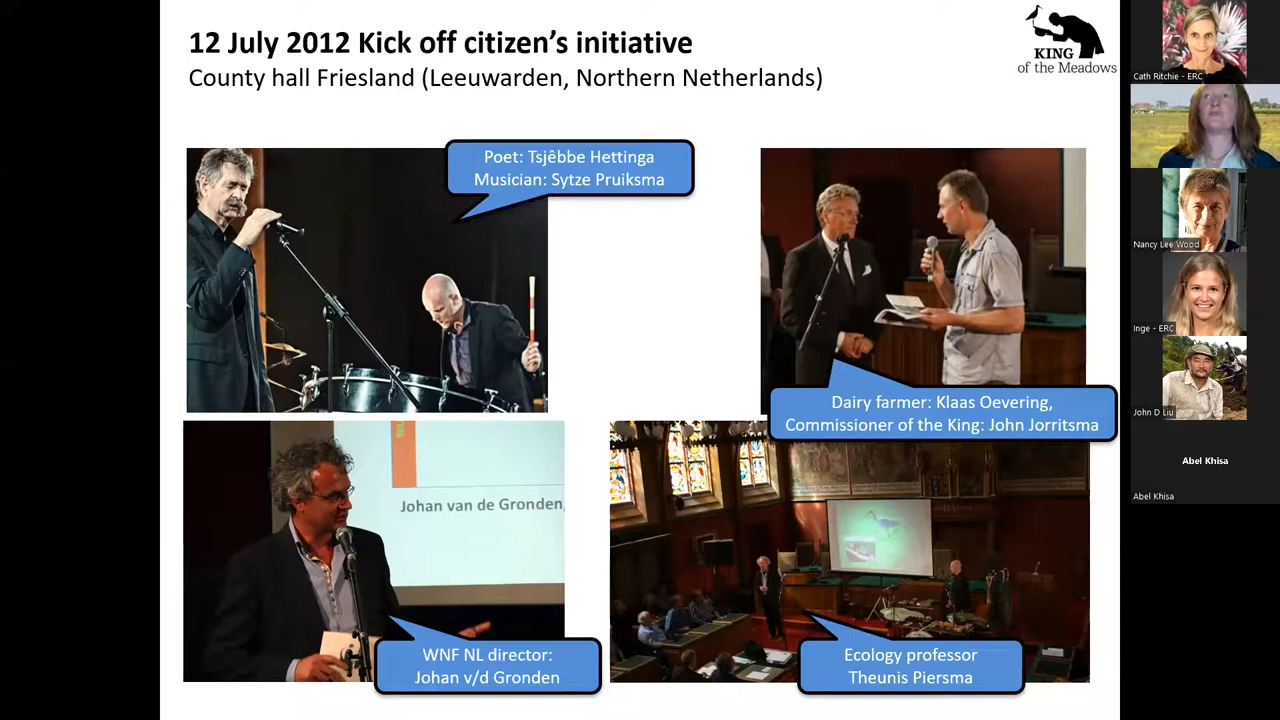 12 July 2012 Kick off citizen's initiative
County hall Friesland (Leeuwarden, Northern Netherlands)
KING
of the Meadows
Poet: Tsjêbbe Hettinga
Musician: Sytze Pruiksma
Dairy farmer: Klaas Oevering,
Commissioner of the King: John Jorritsma
Johan van de Gronden,
WNF NL director:
Johan v/d Gronden
Ecology professor
Theunis Piersma
Cath Ritchie - ERC
Nancy Lee Wood
Inge - ERC
John D Liu
Abel Khisa
Abel Khisa